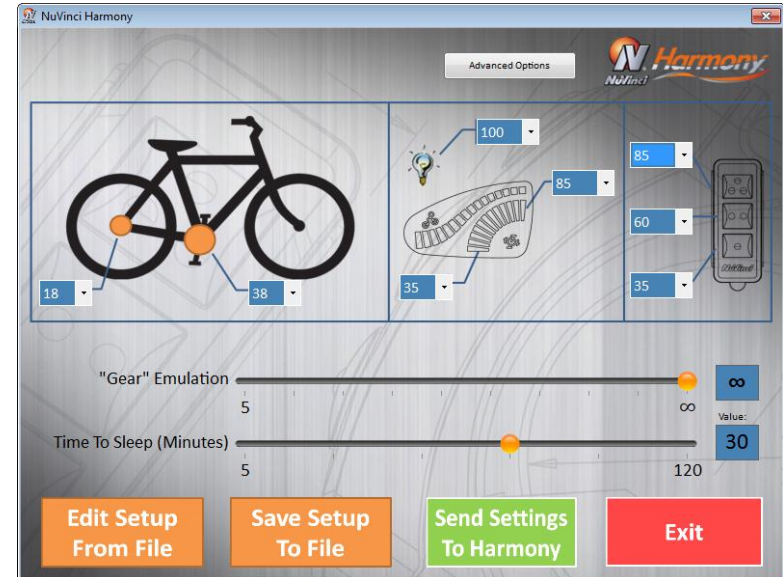 NuVinci Harmony
Advanced Options
N. Harmony
NuVinci
100
85
85
60
35
35
18
38
NuVinci
"Gear" Emulation
5
∞
∞
Value:
Time To Sleep (Minutes)
5
120
30
Edit Setup
From File
Save Setup
To File
Send Settings
To Harmony
Exit